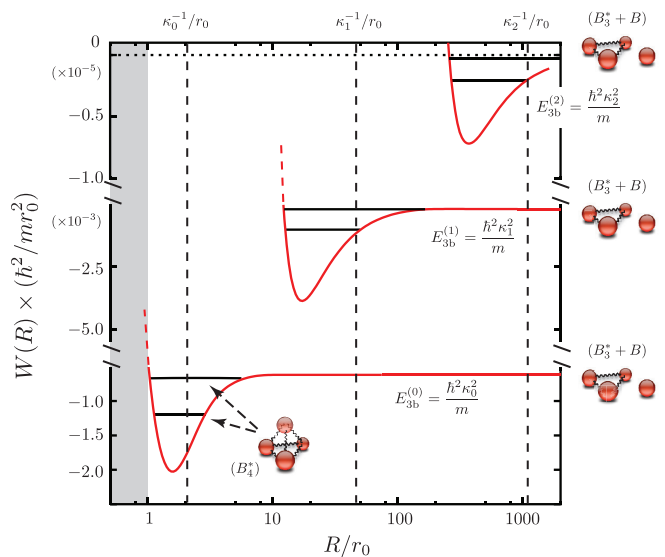 κ₀⁻¹/r₀ κ₁⁻¹/r₀ κ₂⁻¹/r₀ (B₃* + B)
0
(×10⁻⁵)
−0.5
E₃b⁽²⁾ = ħ²κ₂²/m
−1.0
(B₃* + B)
(×10⁻³)
E₃b⁽¹⁾ = ħ²κ₁²/m
−2.5
−5.0
(B₃* + B)
E₃b⁽⁰⁾ = ħ²κ₀²/m
−1.0
−1.5
(B₄*)
−2.0
W(R) × (ħ²/mr₀²)
1 10 100 1000
R/r₀